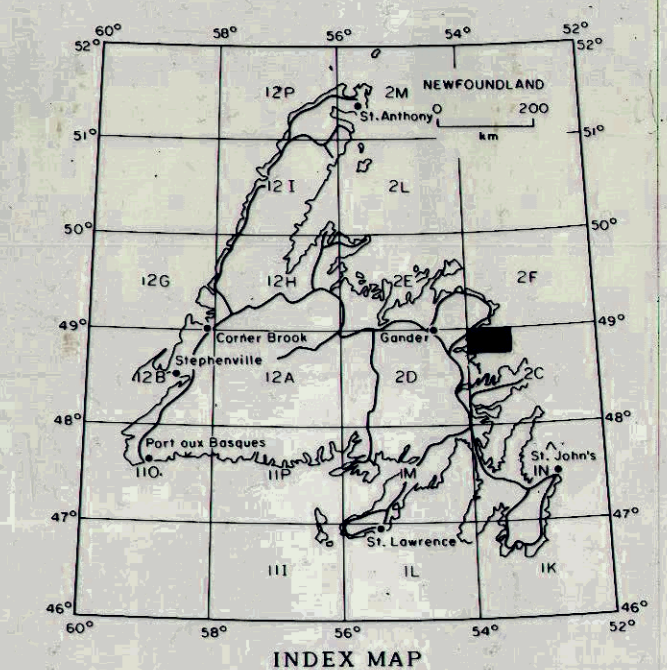 60° 58° 56° 54° 52°
52° 52°
12P 2M NEWFOUNDLAND
0 200
St. Anthony
km
51° 51°
12I 2L
50° 50°
12G 12H 2E 2F
49° 49°
Corner Brook Gander
Stephenville
12B 12A 2D 2C
48° 48°
Port aux Basques
St. John's
11O 11P 1M 1N
47° 47°
St. Lawrence
11I 1L 1K
46° 46°
60° 58° 56° 54° 52°
INDEX MAP